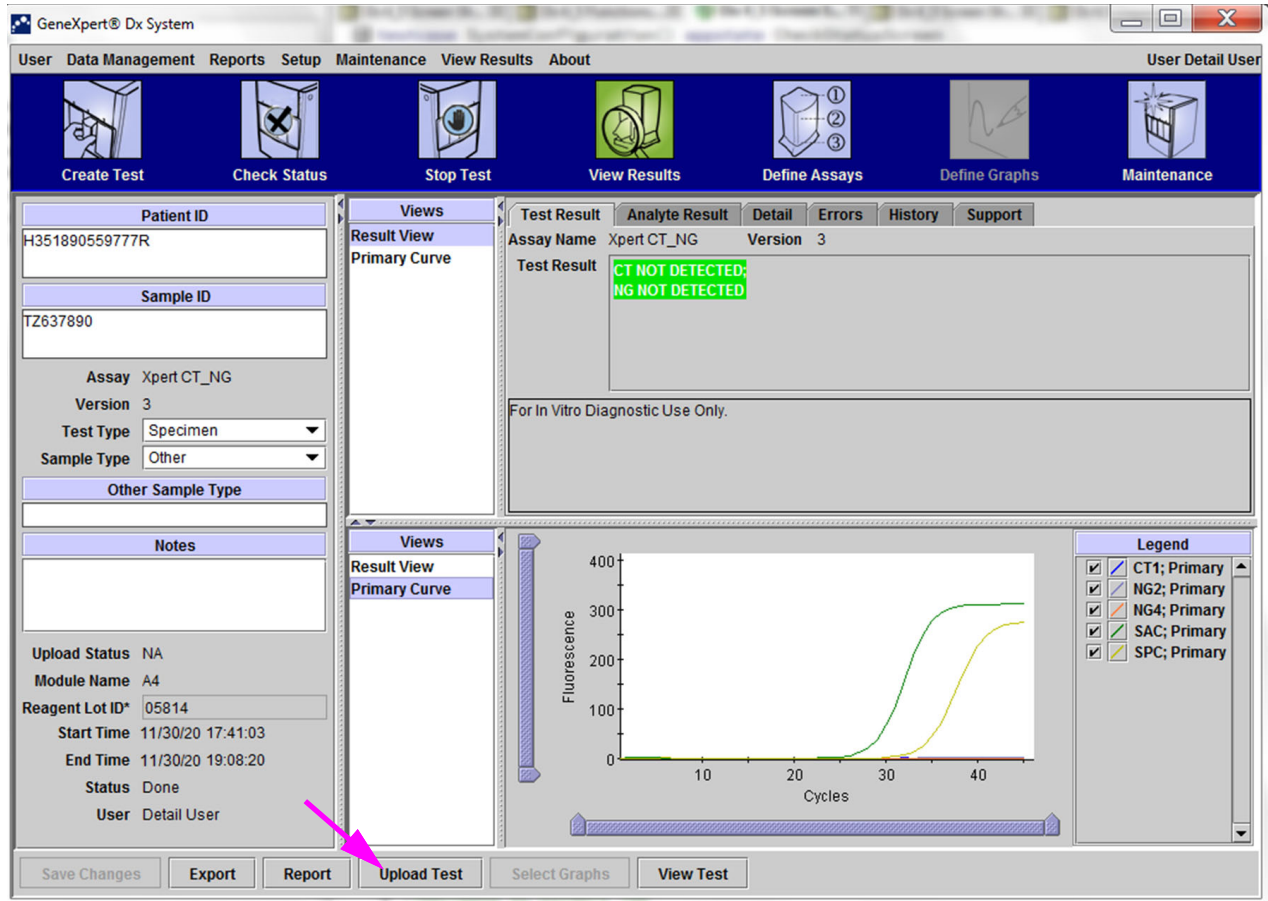 GeneXpert® Dx System
User Data Management Reports Setup Maintenance View Results About User Detail User
Create Test Check Status Stop Test View Results Define Assays Define Graphs Maintenance
① ② ③
Patient ID
H351890559777R
Sample ID
TZ637890
Assay Xpert CT_NG
Version 3
Test Type Specimen
Sample Type Other
Other Sample Type
Notes
Upload Status NA
Module Name A4
Reagent Lot ID* 05814
Start Time 11/30/20 17:41:03
End Time 11/30/20 19:08:20
Status Done
User Detail User
Views
Result View
Primary Curve
Test Result Analyte Result Detail Errors History Support
Assay Name Xpert CT_NG Version 3
Test Result CT NOT DETECTED;
NG NOT DETECTED
For In Vitro Diagnostic Use Only.
Views
Result View
Primary Curve
400
300
200
100
0
Fluorescence
10 20 30 40
Cycles
Legend
CT1; Primary
NG2; Primary
NG4; Primary
SAC; Primary
SPC; Primary
Save Changes Export Report Upload Test Select Graphs View Test